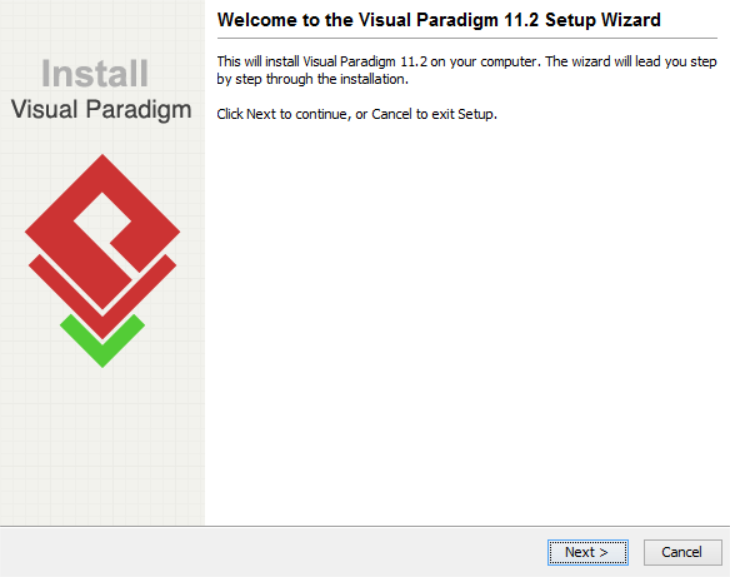 Welcome to the Visual Paradigm 11.2 Setup Wizard
Install
Visual Paradigm
This will install Visual Paradigm 11.2 on your computer. The wizard will lead you step
by step through the installation.
Click Next to continue, or Cancel to exit Setup.
Next >
Cancel